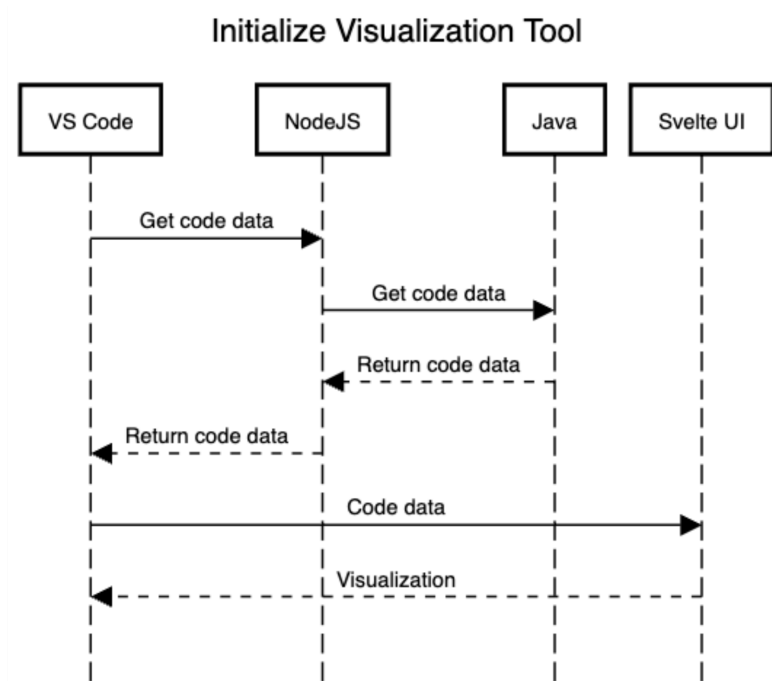 Initialize Visualization Tool
VS Code
NodeJS
Java
Svelte UI
Get code data
Get code data
Return code data
Return code data
Code data
Visualization